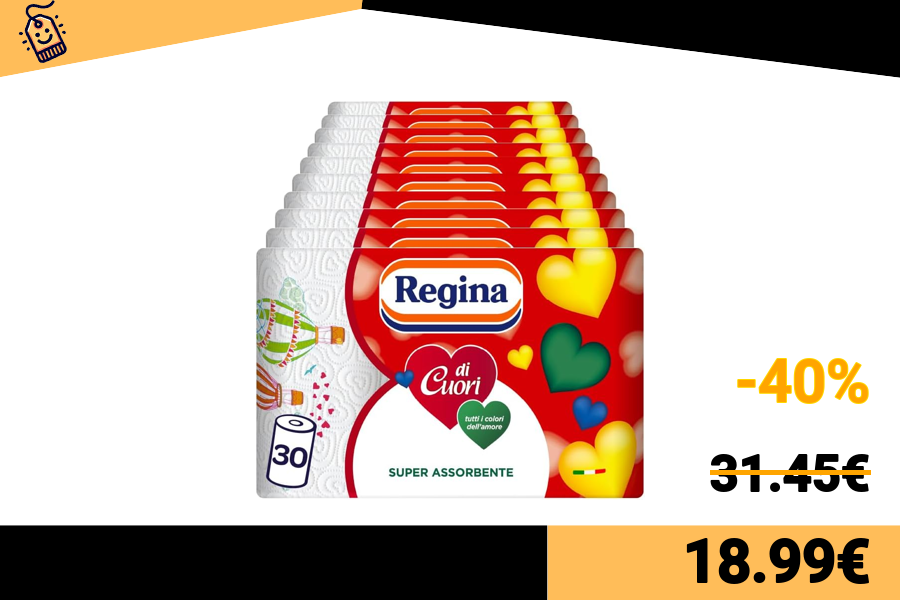 Regina
di
Cuori
tutti i colori
dell'amore
30
SUPER ASSORBENTE
-40%
31.45€
18.99€